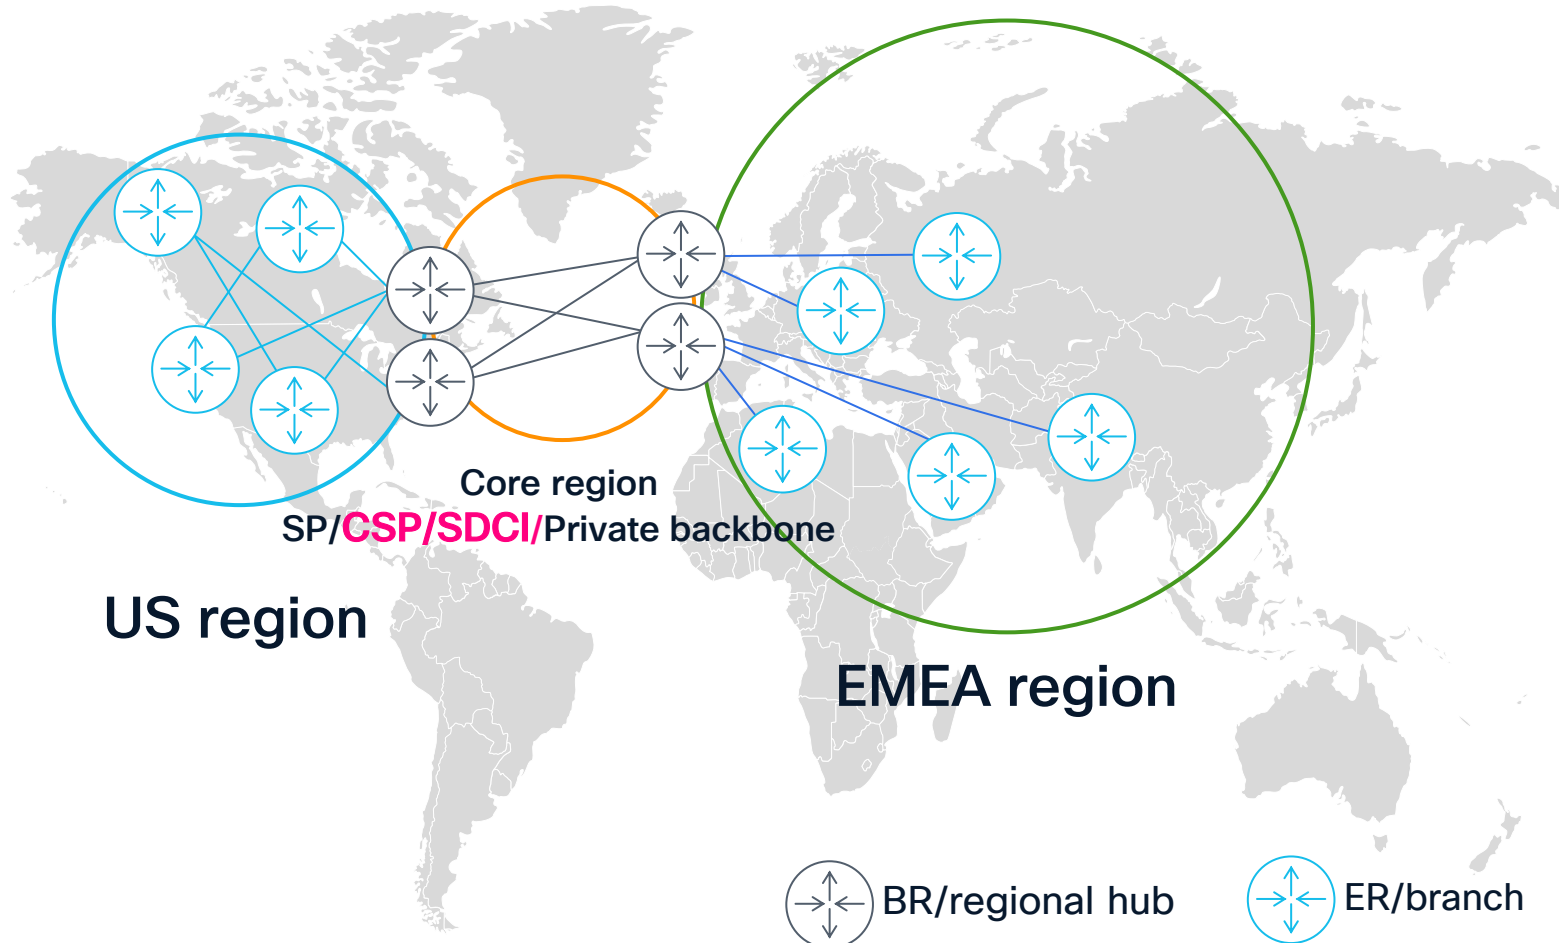 Core region
SP/CSP/SDCI/Private backbone
US region
EMEA region
BR/regional hub
ER/branch